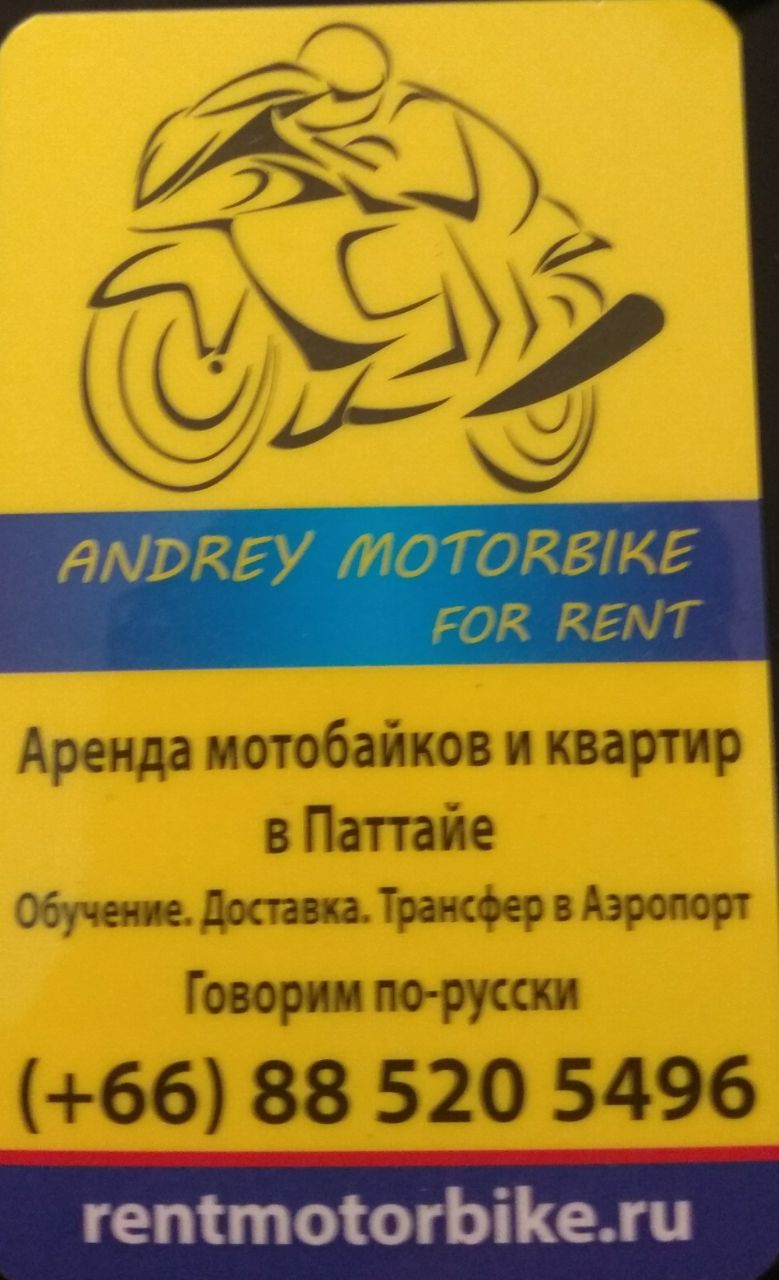 ANDREY MOTORBIKE
FOR RENT
Аренда мотобайков и квартир
в Паттайе
Обучение. Доставка. Трансфер в Аэропорт
Говорим по-русски
(+66) 88 520 5496
rentmotorbike.ru